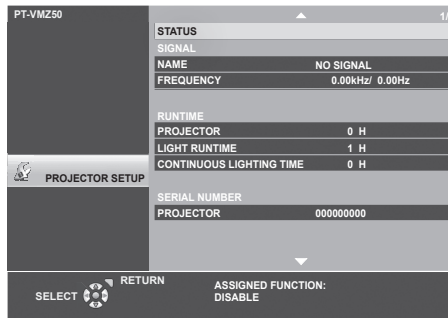 PT-VMZ50
1/
STATUS
SIGNAL
NAME NO SIGNAL
FREQUENCY 0.00kHz/ 0.00Hz
RUNTIME
PROJECTOR 0 H
LIGHT RUNTIME 1 H
CONTINUOUS LIGHTING TIME 0 H
PROJECTOR SETUP
SERIAL NUMBER
PROJECTOR 000000000
RETURN
SELECT
ASSIGNED FUNCTION:
DISABLE